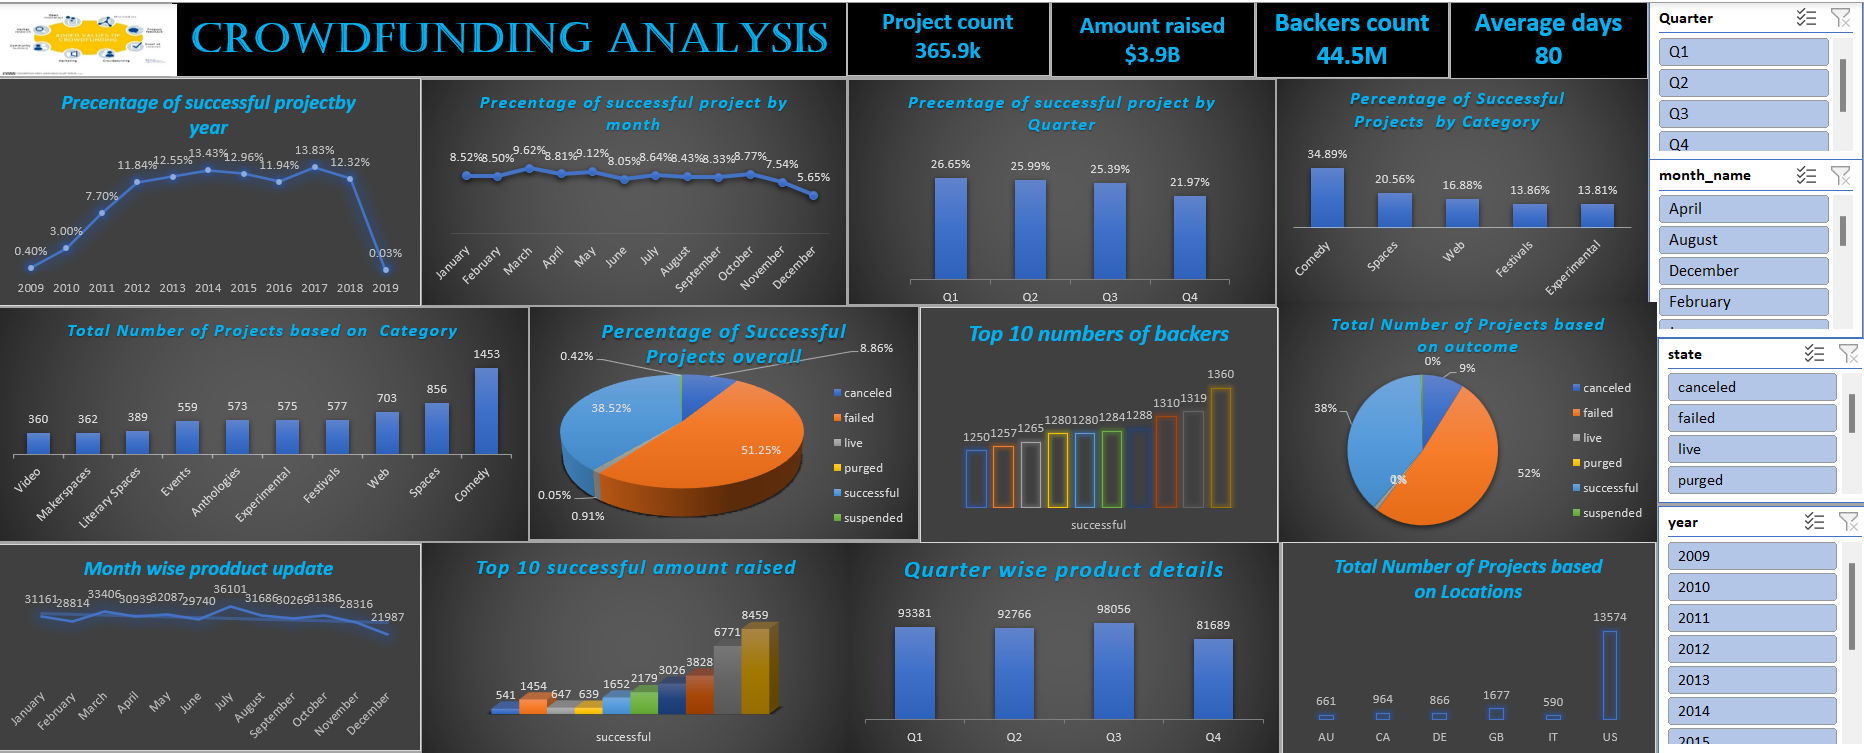 ADDED VALUES OF
CROWDFUNDING
CROWDFUNDING ANALYSIS
Project count
365.9k
Amount raised
$3.9B
Backers count
44.5M
Average days
80
Quarter
Q1
Q2
Q3
Q4
month_name
April
August
December
February
state
canceled
failed
live
purged
year
2009
2010
2011
2012
2013
2014
2015
Precentage of successful projectby
year
0.40%
3.00%
7.70%
11.84%
12.55%
13.43%
12.96%
11.94%
13.83%
12.32%
0.03%
2009 2010 2011 2012 2013 2014 2015 2016 2017 2018 2019
Precentage of successful project by
month
8.52% 8.50% 9.62% 8.81% 9.12% 8.05% 8.64% 8.43% 8.33% 8.77% 7.54% 5.65%
January February March April May June July August September October November December
Precentage of successful project by
Quarter
26.65% 25.99% 25.39% 21.97%
Q1 Q2 Q3 Q4
Percentage of Successful
Projects by Category
34.89% 20.56% 16.88% 13.86% 13.81%
Comedy Spaces Web Festivals Experimental
Total Number of Projects based on Category
360 362 389 559 573 575 577 703 856 1453
Video Makerspaces Literary Spaces Events Anthologies Experimental Festivals Web Spaces Comedy
Percentage of Successful
Projects overall
0.42%
8.86%
38.52%
51.25%
0.05%
0.91%
canceled
failed
live
purged
successful
suspended
Top 10 numbers of backers
1250 1257 1265 1280 1280 1284 1288 1310 1319 1360
successful
Total Number of Projects based
on outcome
0%
9%
38%
52%
canceled
failed
live
purged
successful
suspended
Month wise prodduct update
31161 28814 33406 30939 32087 29740 36101 31686 30269 31386 28316 21987
January February March April May June July August September October November December
Top 10 successful amount raised
541 1454 647 639 1652 2179 3026 3828 6771 8459
successful
Quarter wise product details
93381 92766 98056 81689
Q1 Q2 Q3 Q4
Total Number of Projects based
on Locations
661 964 866 1677 590 13574
AU CA DE GB IT US